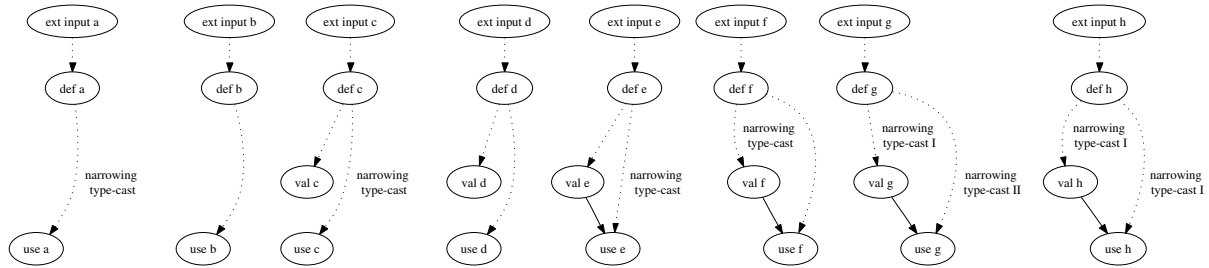 ext input a ext input b ext input c ext input d ext input e ext input f ext input g ext input h
def a def b def c def d def e def f def g def h
narrowing narrowing narrowing
type-cast type-cast I type-cast I
narrowing narrowing narrowing narrowing narrowing
type-cast type-cast type-cast type-cast II type-cast I
val c val d val e val f val g val h
use a use b use c use d use e use f use g use h